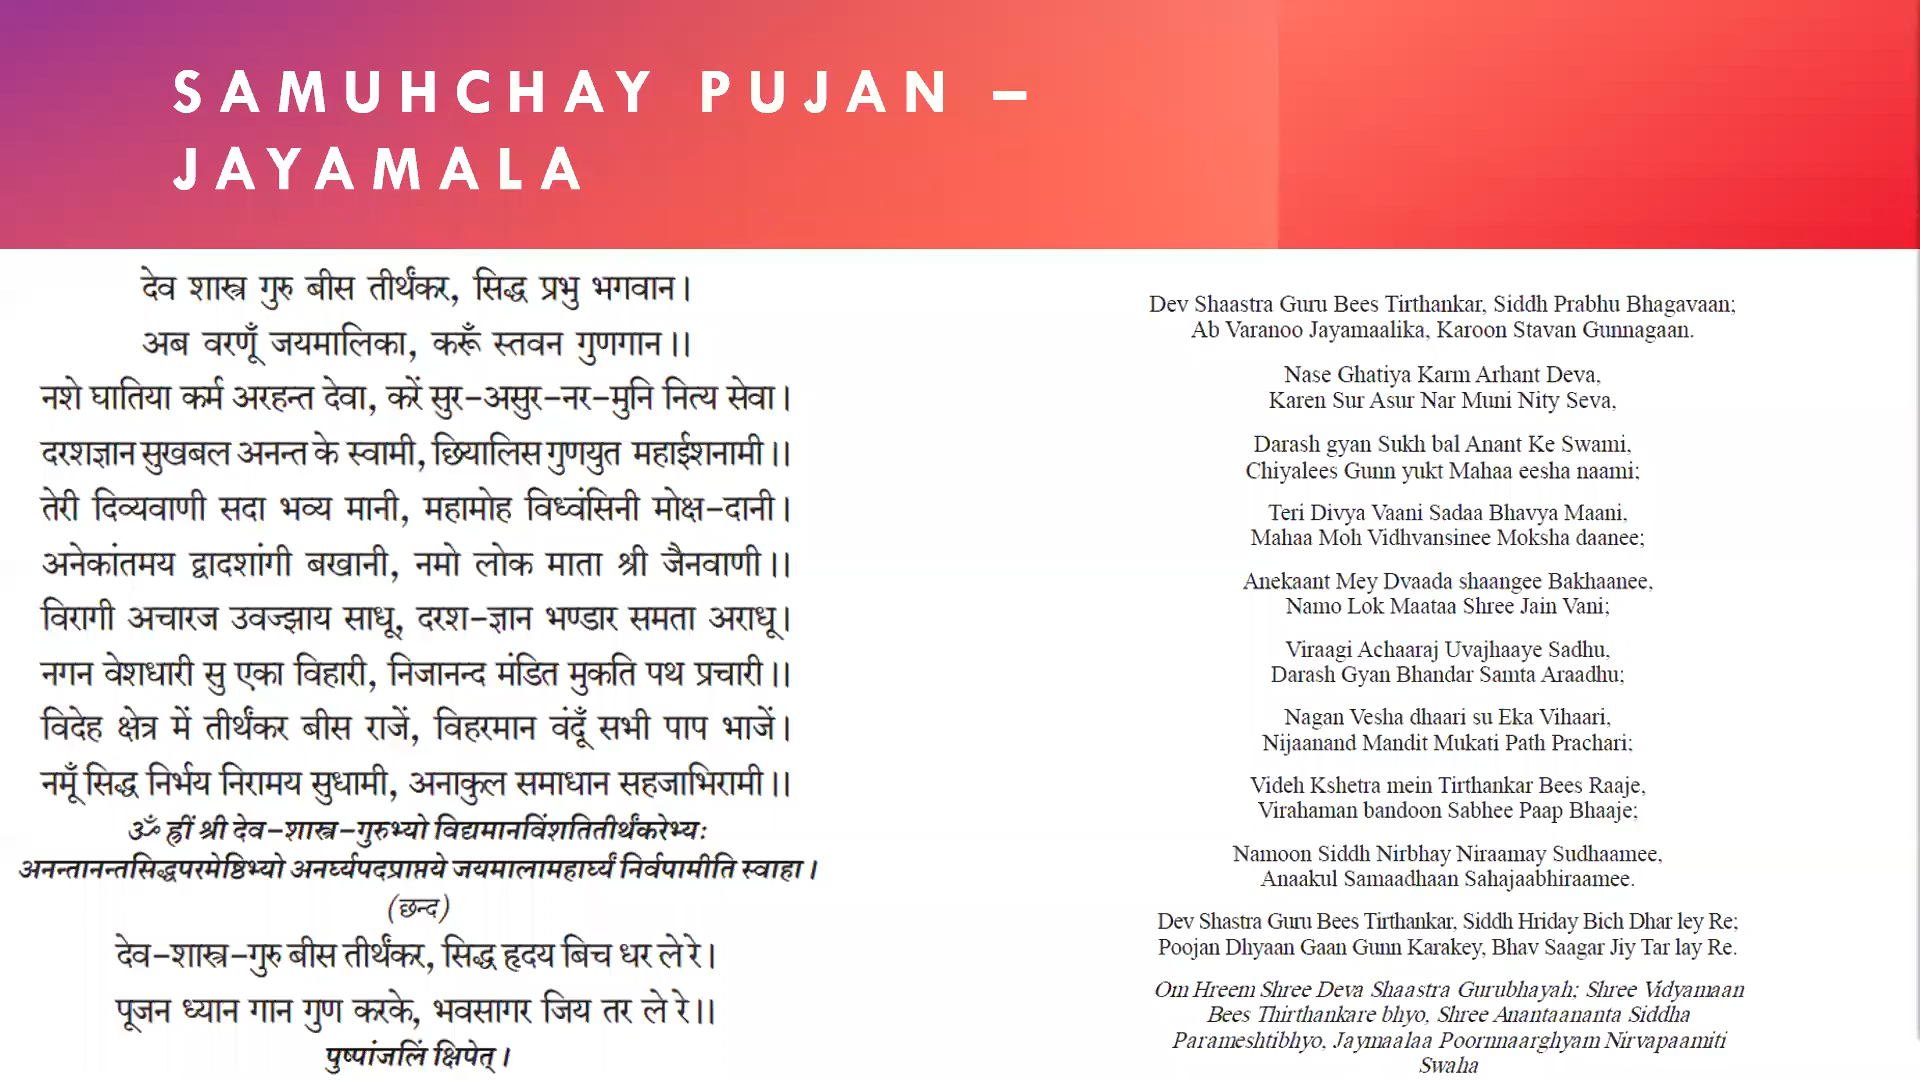 SAMUHCHAY PUJAN –
JAYAMALA
देव शास्त्र गुरु बीस तीर्थंकर, सिद्ध प्रभु भगवान।
अब वरणूँ जयमालिका, करूँ स्तवन गुणगान।।
नशे घातिया कर्म अरहन्त देवा, करें सुर-असुर-नर-मुनि नित्य सेवा।
दरशज्ञान सुखबल अनन्त के स्वामी, छियालिस गुणयुत महाईशनामी।।
तेरी दिव्यवाणी सदा भव्य मानी, महामोह विध्वंसिनी मोक्ष-दानी।
अनेकांतमय द्वादशांगी बखानी, नमो लोक माता श्री जैनवाणी।।
विरागी अचारज उवज्झाय साधू, दरश-ज्ञान भण्डार समता अराधू।
नगन वेशधारी सु एका विहारी, निजानन्द मंडित मुकति पथ प्रचारी।।
विदेह क्षेत्र में तीर्थंकर बीस राजें, विहरमान वंदूँ सभी पाप भाजें।
नमूँ सिद्ध निर्भय निरामय सुधामी, अनाकुल समाधान सहजाभिरामी।।
ॐ ह्रीं श्री देव-शास्त्र-गुरुभ्यो विद्यमानविंशतितीर्थंकरेभ्यः
अनन्तानन्तसिद्धपरमेष्ठिभ्यो अनर्घ्यपदप्राप्तये जयमालामहार्घ्यं निर्वपामीति स्वाहा।
(छन्द)
देव-शास्त्र-गुरु बीस तीर्थंकर, सिद्ध हृदय बिच धर ले रे।
पूजन ध्यान गान गुण करके, भवसागर जिय तर ले रे।।
पुष्पांजलिं क्षिपेत्।
Dev Shaastra Guru Bees Tirthankar, Siddh Prabhu Bhagavaan;
Ab Varanoo Jayamaalika, Karoon Stavan Gunnagaan.
Nase Ghatiya Karm Arhant Deva,
Karen Sur Asur Nar Muni Nity Seva,
Darash gyan Sukh bal Anant Ke Swami,
Chiyalees Gunn yukt Mahaa eesha naami;
Teri Divya Vaani Sadaa Bhavya Maani,
Mahaa Moh Vidhvansinee Moksha daanee;
Anekaant Mey Dvaada shaangee Bakhaanee,
Namo Lok Maataa Shree Jain Vani;
Viraagi Achaaraj Uvajhaaye Sadhu,
Darash Gyan Bhandar Samta Araadhu;
Nagan Vesha dhaari su Eka Vihaari,
Nijaanand Mandit Mukati Path Prachari;
Videh Kshetra mein Tirthankar Bees Raaje,
Virahaman bandoon Sabhee Paap Bhaaje;
Namoon Siddh Nirbhay Niraamay Sudhaamee,
Anaakul Samaadhaan Sahajaabhiraamee.
Dev Shastra Guru Bees Tirthankar, Siddh Hriday Bich Dhar ley Re;
Poojan Dhyaan Gaan Gunn Karakey, Bhav Saagar Jiy Tar lay Re.
Om Hreem Shree Deva Shaastra Gurubhayah; Shree Vidyamaan
Bees Thirthankare bhyo, Shree Anantaananta Siddha
Parameshtibhyo, Jaymaalaa Poornnaarghyam Nirvapaamiti
Swaha